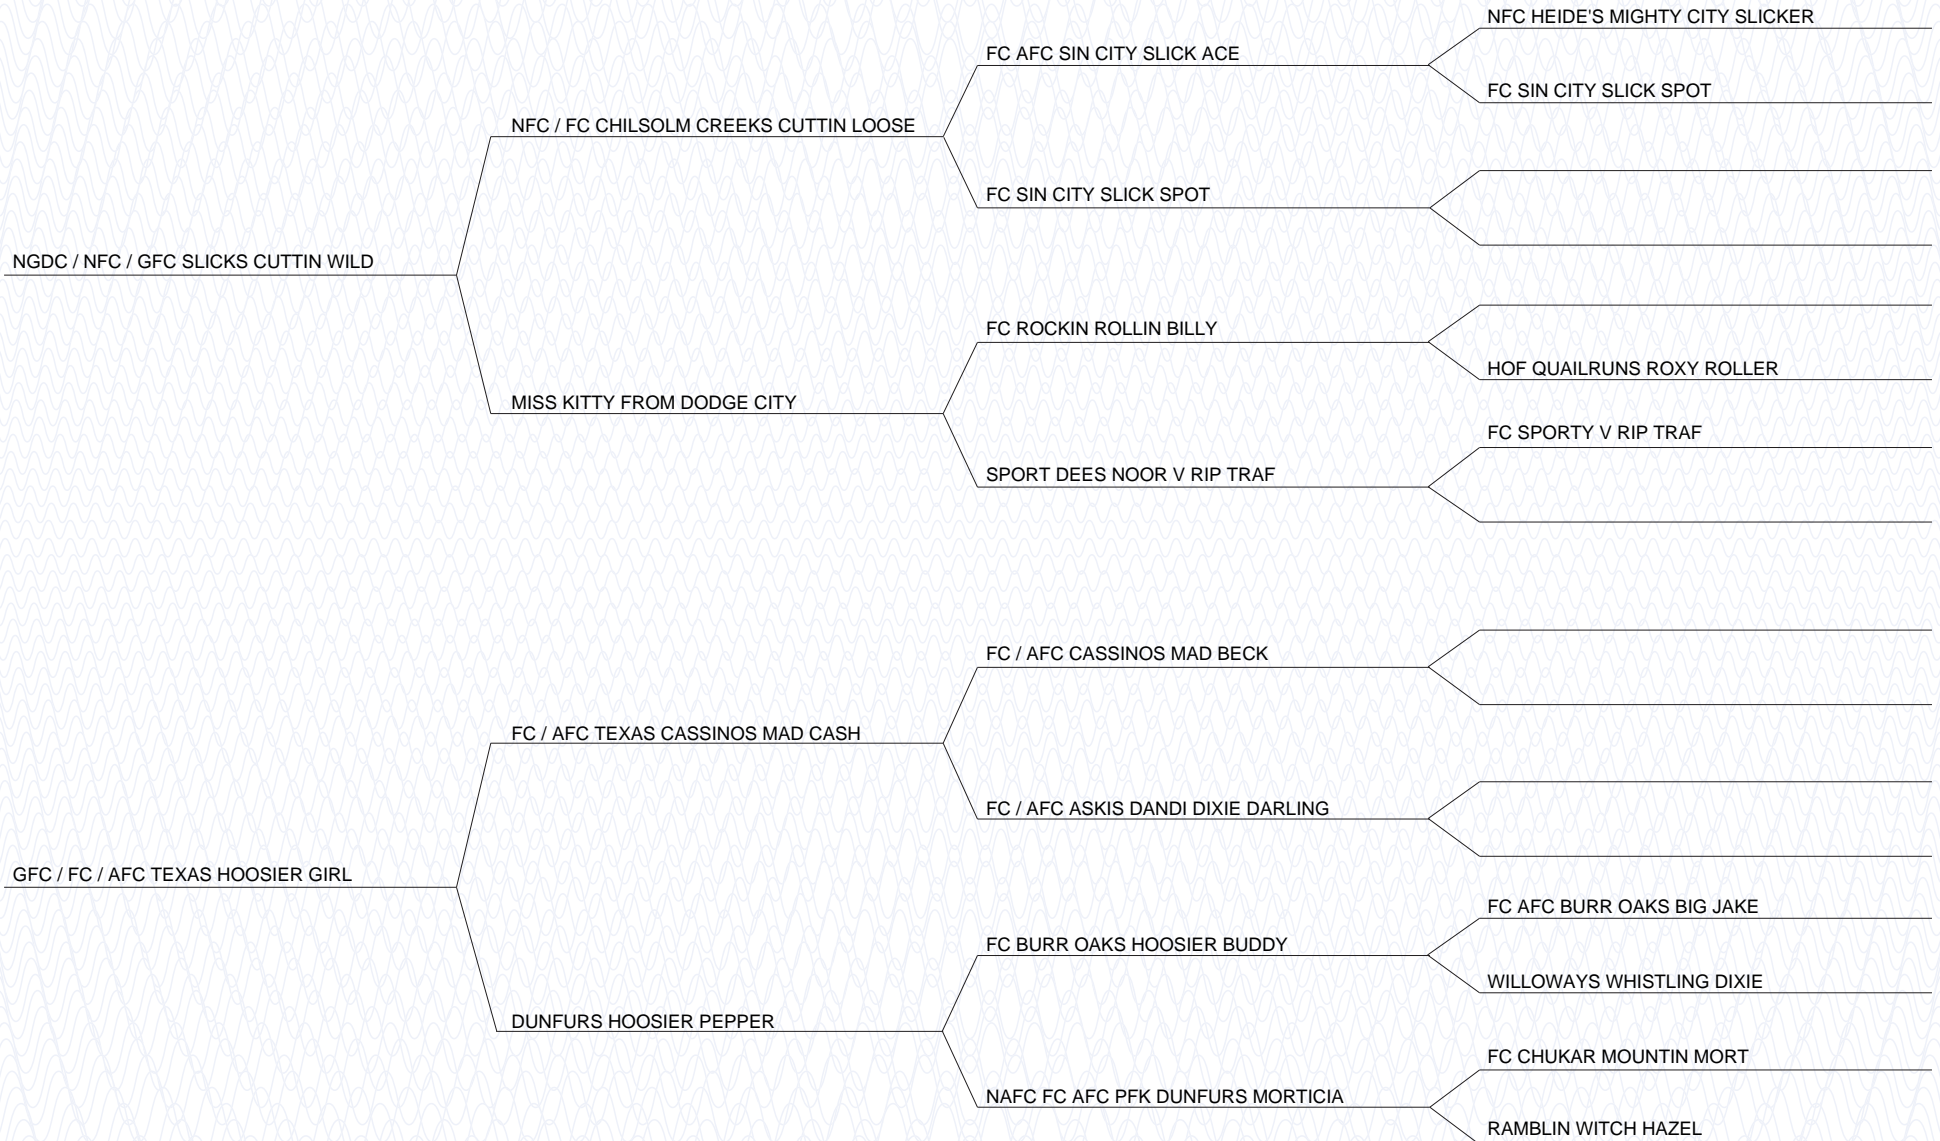 NFC HEIDE'S MIGHTY CITY SLICKER
FC AFC SIN CITY SLICK ACE
FC SIN CITY SLICK SPOT
NFC / FC CHILSOLM CREEKS CUTTIN LOOSE
FC SIN CITY SLICK SPOT
NGDC / NFC / GFC SLICKS CUTTIN WILD
FC ROCKIN ROLLIN BILLY
HOF QUAILRUNS ROXY ROLLER
MISS KITTY FROM DODGE CITY
FC SPORTY V RIP TRAF
SPORT DEES NOOR V RIP TRAF
FC / AFC CASSINOS MAD BECK
FC / AFC TEXAS CASSINOS MAD CASH
FC / AFC ASKIS DANDI DIXIE DARLING
GFC / FC / AFC TEXAS HOOSIER GIRL
FC AFC BURR OAKS BIG JAKE
FC BURR OAKS HOOSIER BUDDY
WILLOWAYS WHISTLING DIXIE
DUNFURS HOOSIER PEPPER
FC CHUKAR MOUNTIN MORT
NAFC FC AFC PFK DUNFURS MORTICIA
RAMBLIN WITCH HAZEL